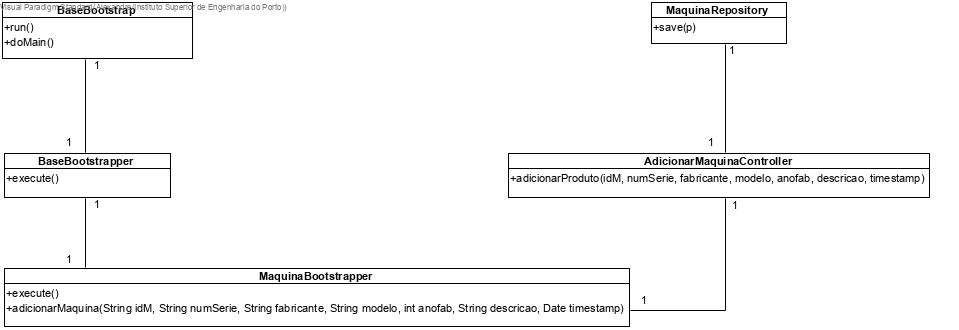 Visual Paradigm Standard(Alexandre(Instituto Superior de Engenharia do Porto))
BaseBootstrap
+run()
+doMain()
1
1
BaseBootstrapper
+execute()
1
1
MaquinaRepository
+save(p)
1
1
AdicionarMaquinaController
+adicionarProduto(idM, numSerie, fabricante, modelo, anofab, descricao, timestamp)
1
1
MaquinaBootstrapper
+execute()
+adicionarMaquina(String idM, String numSerie, String fabricante, String modelo, int anofab, String descricao, Date timestamp)